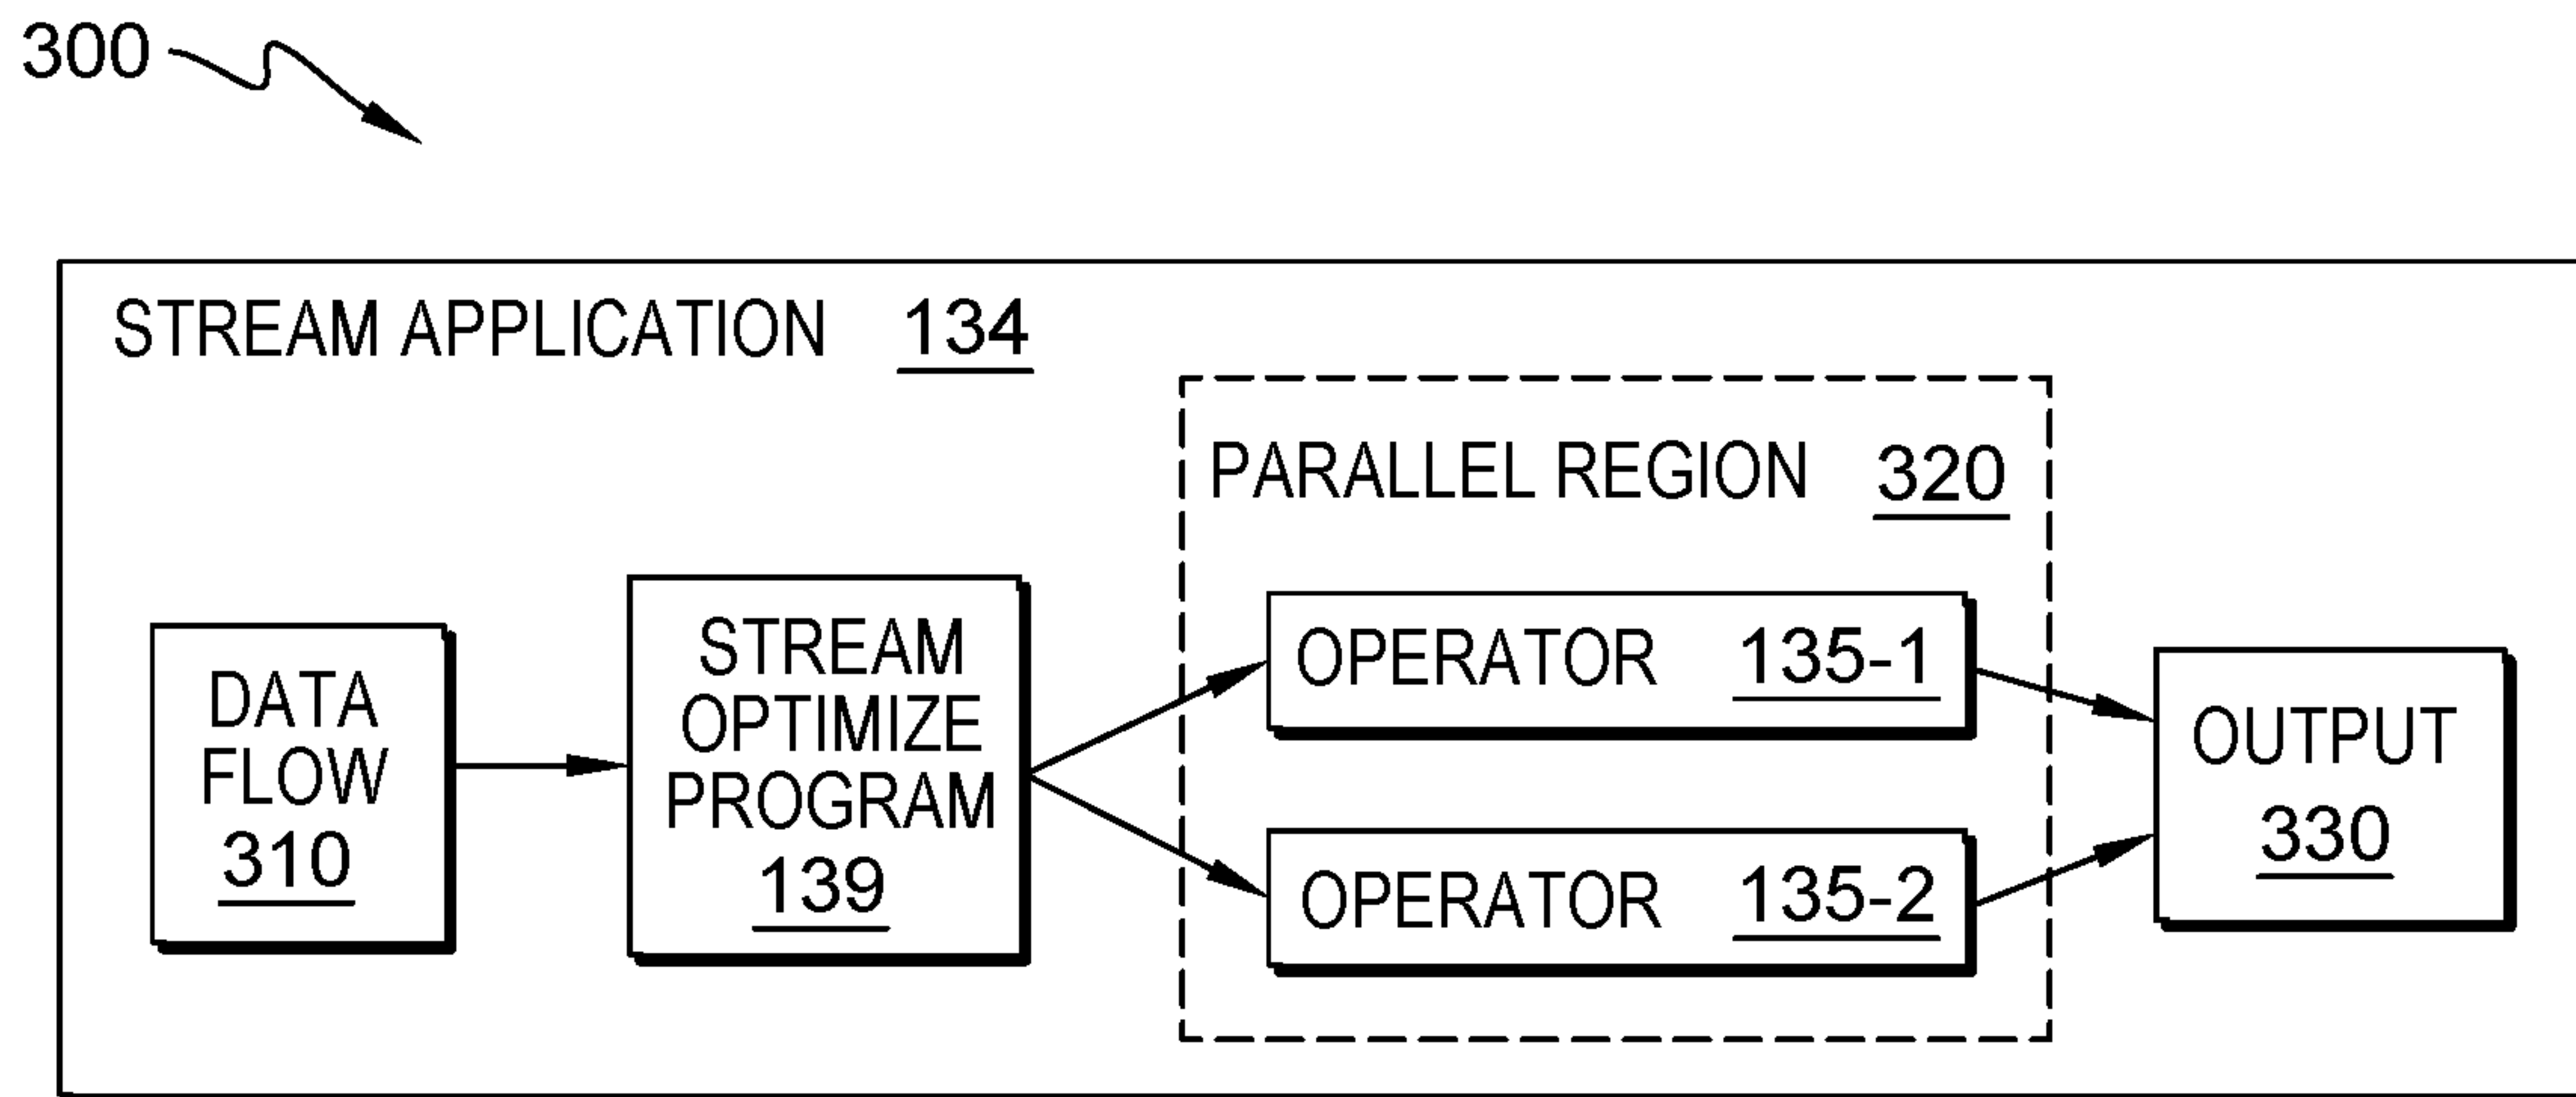 300
STREAM APPLICATION 134
PARALLEL REGION 320
DATA
FLOW
310
STREAM
OPTIMIZE
PROGRAM
139
OPERATOR 135-1
OPERATOR 135-2
OUTPUT
330